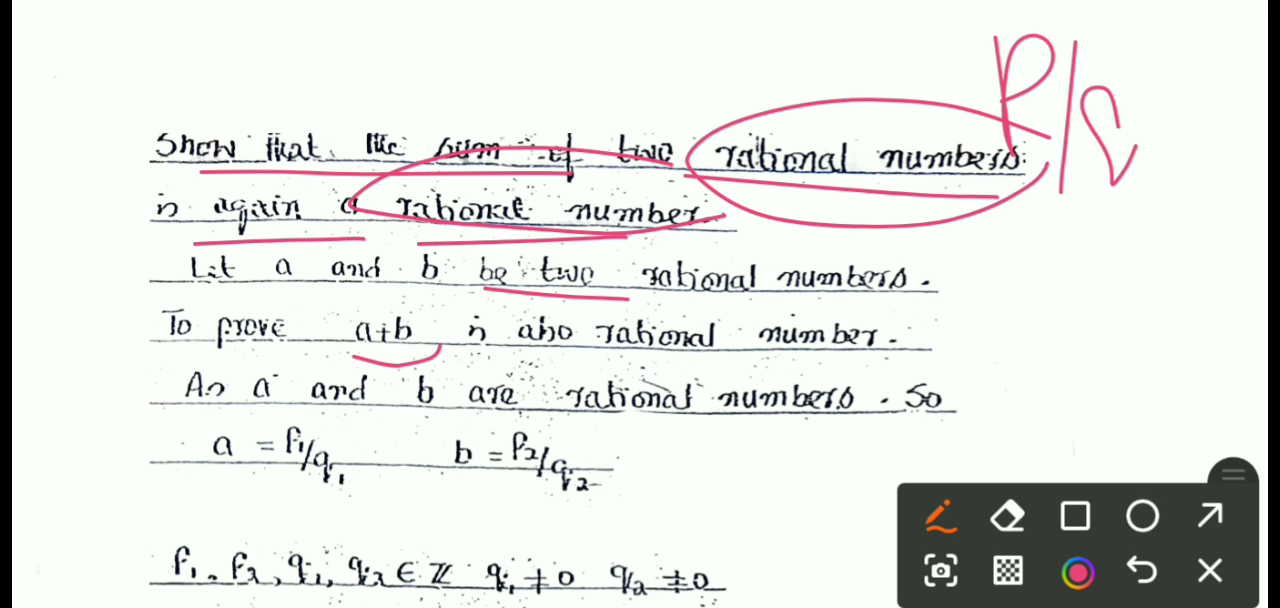 P/Q
Show that the sum of two rational numbers
is again a rational number.
Let a and b be two rational numbers.
To prove a+b is also rational number.
As a and b are rational numbers. So
a = P₁/q₁ b = P₂/q₂
P₁, P₂, q₁, q₂ ∈ ℤ q₁ ≠ 0 q₂ ≠ 0